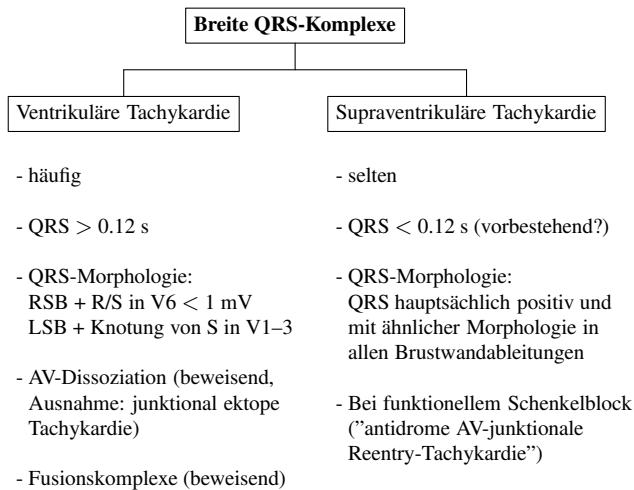 Breite QRS-Komplexe
Ventrikuläre Tachykardie
- häufig
- QRS > 0.12 s
- QRS-Morphologie:
RSB + R/S in V6 < 1 mV
LSB + Knotung von S in V1–3
- AV-Dissoziation (beweisend,
Ausnahme: junktional ektope
Tachykardie)
- Fusionskomplexe (beweisend)
Supraventrikuläre Tachykardie
- selten
- QRS < 0.12 s (vorbestehend?)
- QRS-Morphologie:
QRS hauptsächlich positiv und
mit ähnlicher Morphologie in
allen Brustwandableitungen
- Bei funktionellem Schenkelblock
(”antidrome AV-junktionale
Reentry-Tachykardie”)